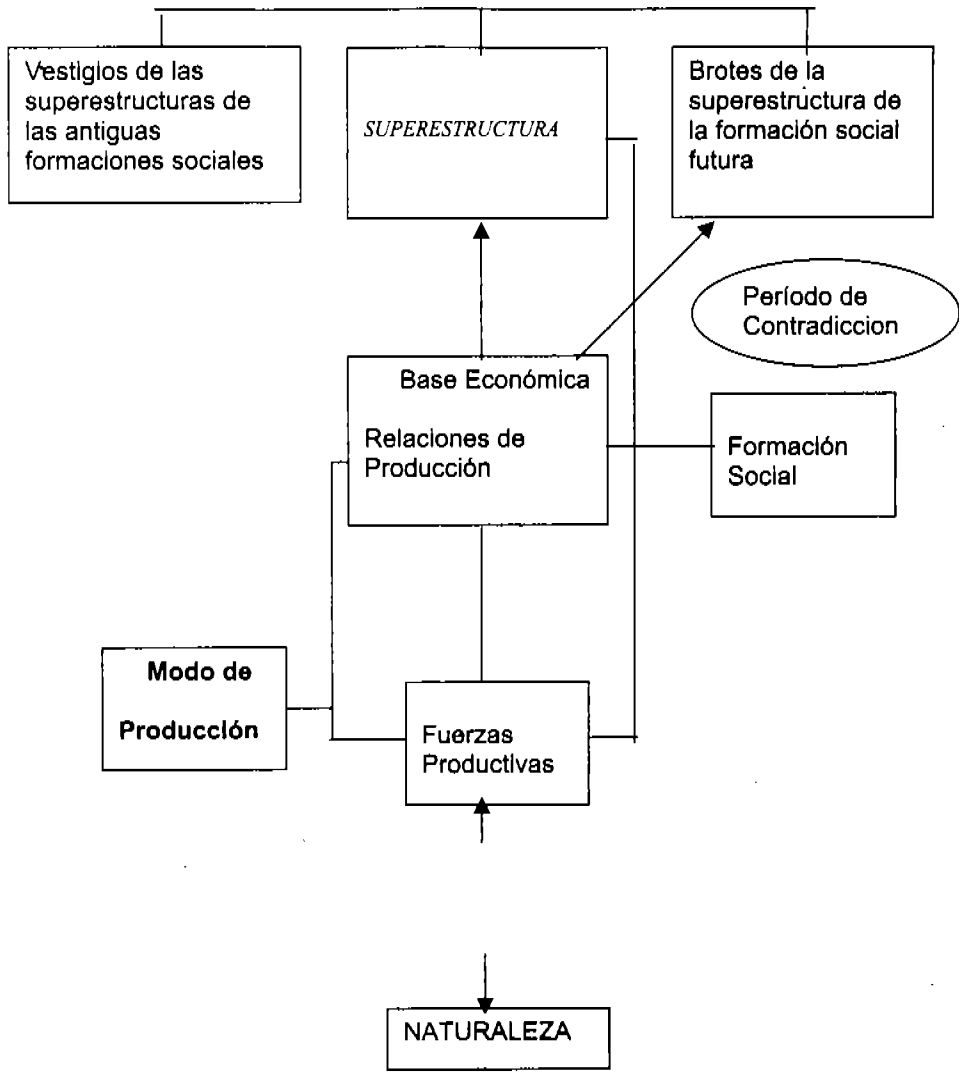 Vestigios de las
superestructuras de
las antiguas
formaciones sociales
SUPERESTRUCTURA
Brotes de la
superestructura de
la formación social
futura
Período de
Contradiccion
Base Económica
Relaciones de
Producción
Formación
Social
Modo de
Producción
Fuerzas
Productivas
NATURALEZA